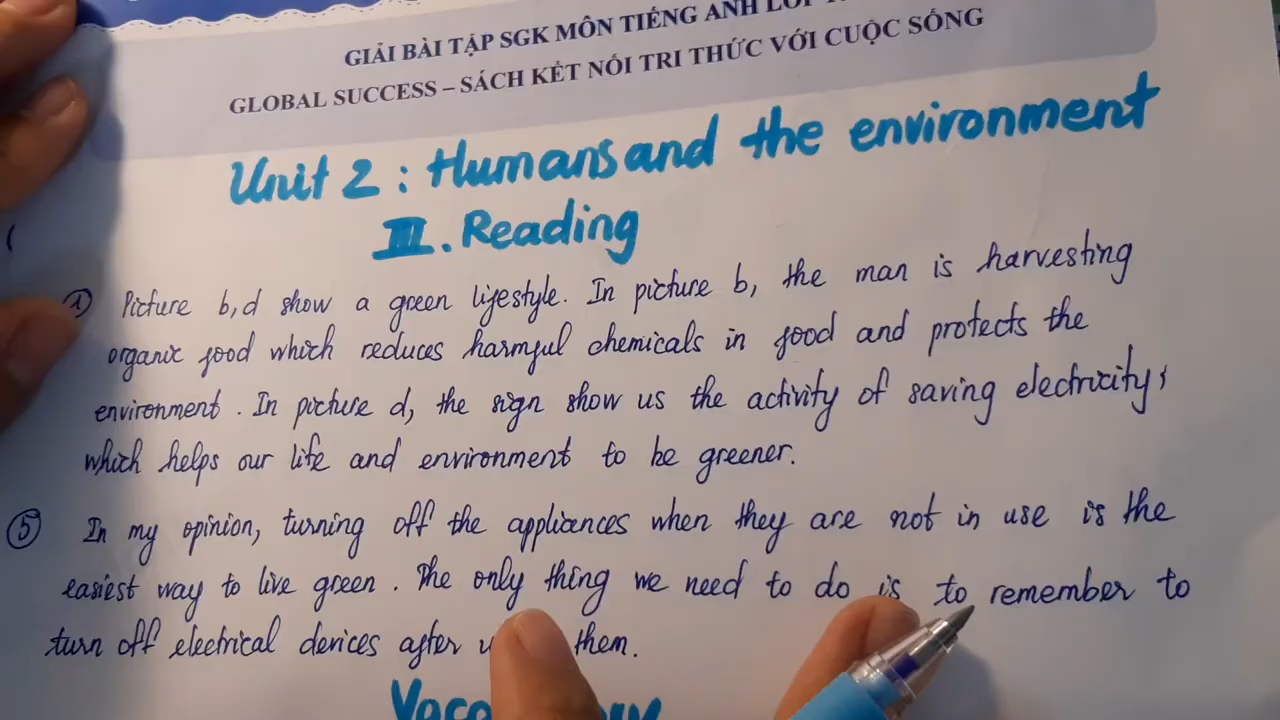 GIẢI BÀI TẬP SGK MÔN TIẾNG ANH LỚP
GLOBAL SUCCESS – SÁCH KẾT NỐI TRI THỨC VỚI CUỘC SỐNG
Unit 2 : Humans and the environment
III. Reading
1 Picture b, d show a green lifestyle. In picture b, the man is harvesting
organic food which reduces harmful chemicals in food and protects the
environment. In picture d, the sign show us the activity of saving electricity,
which helps our life and environment to be greener.
5 In my opinion, turning off the appliances when they are not in use is the
easiest way to live green. The only thing we need to do is to remember to
turn off electrical devices after them.